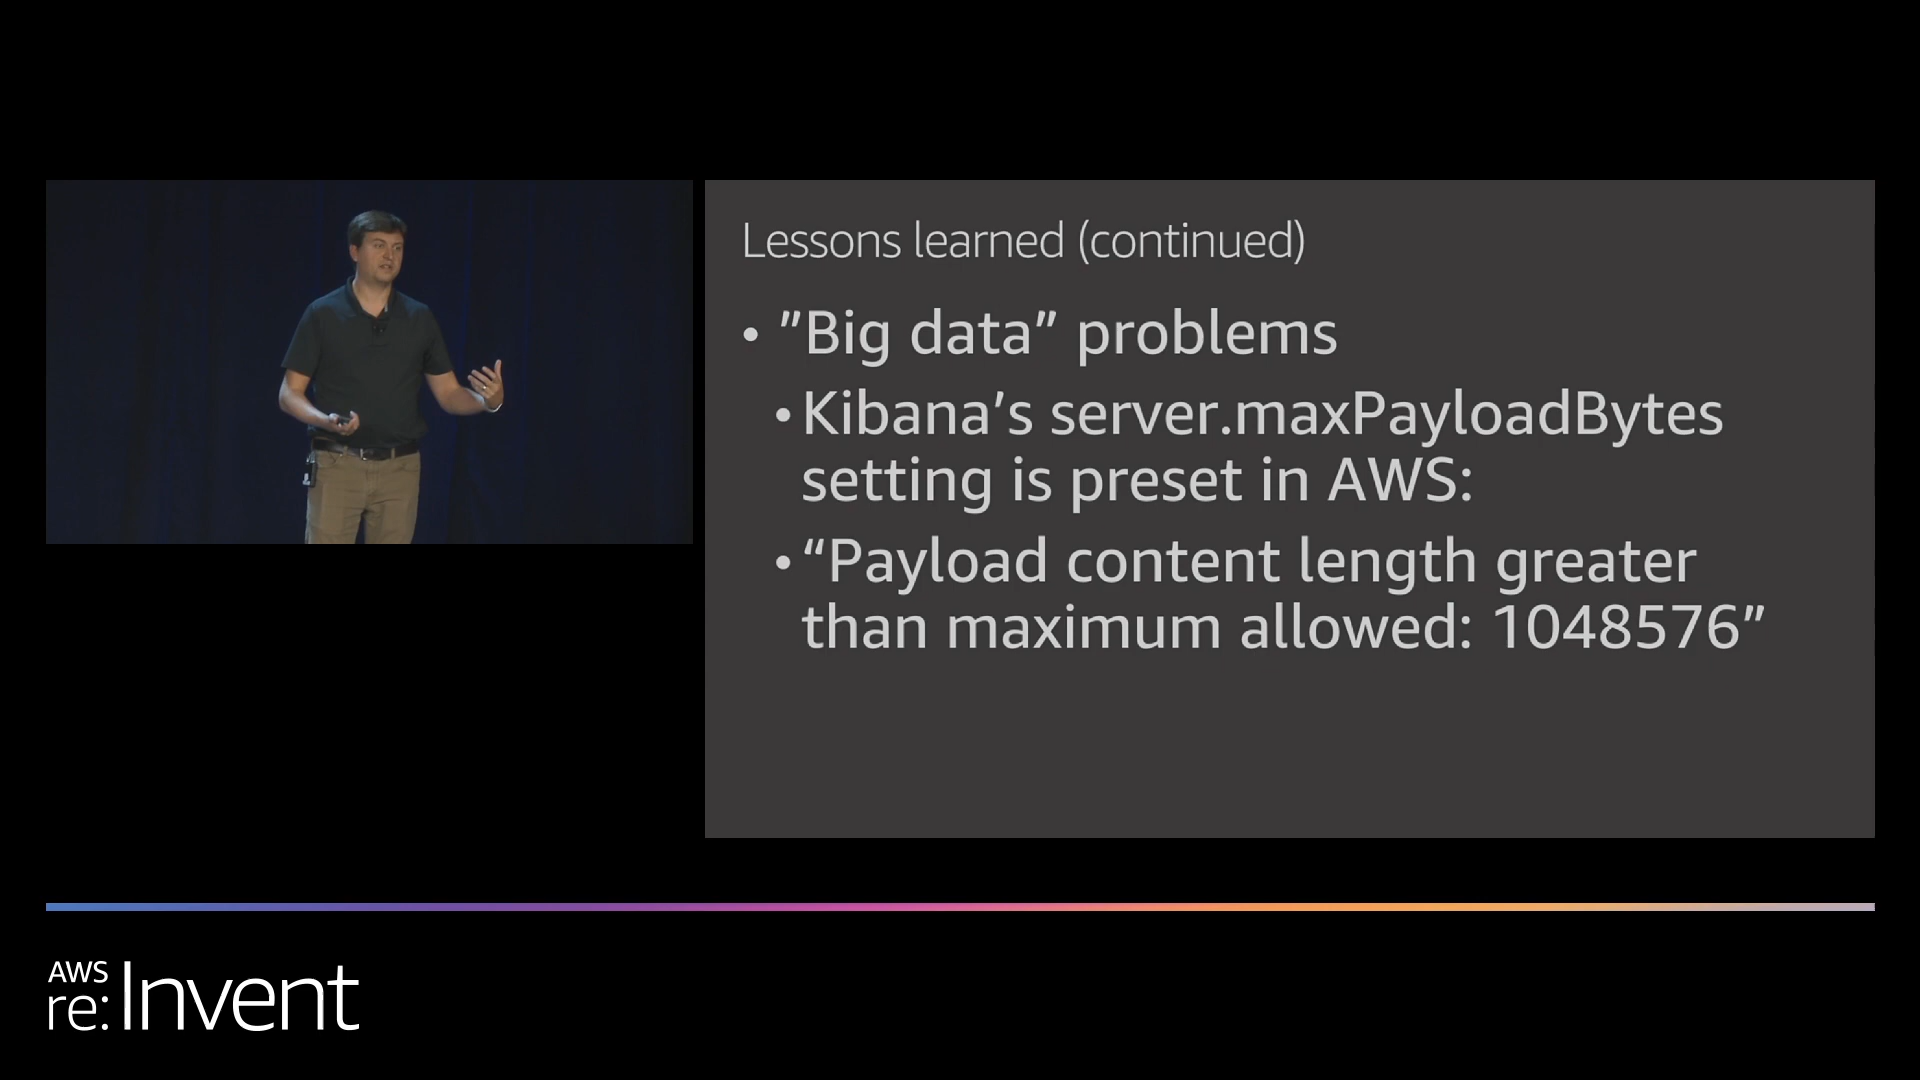 Lessons learned (continued)
• ”Big data” problems
• Kibana’s server.maxPayloadBytes
setting is preset in AWS:
• “Payload content length greater
than maximum allowed: 1048576”
AWS
re:Invent